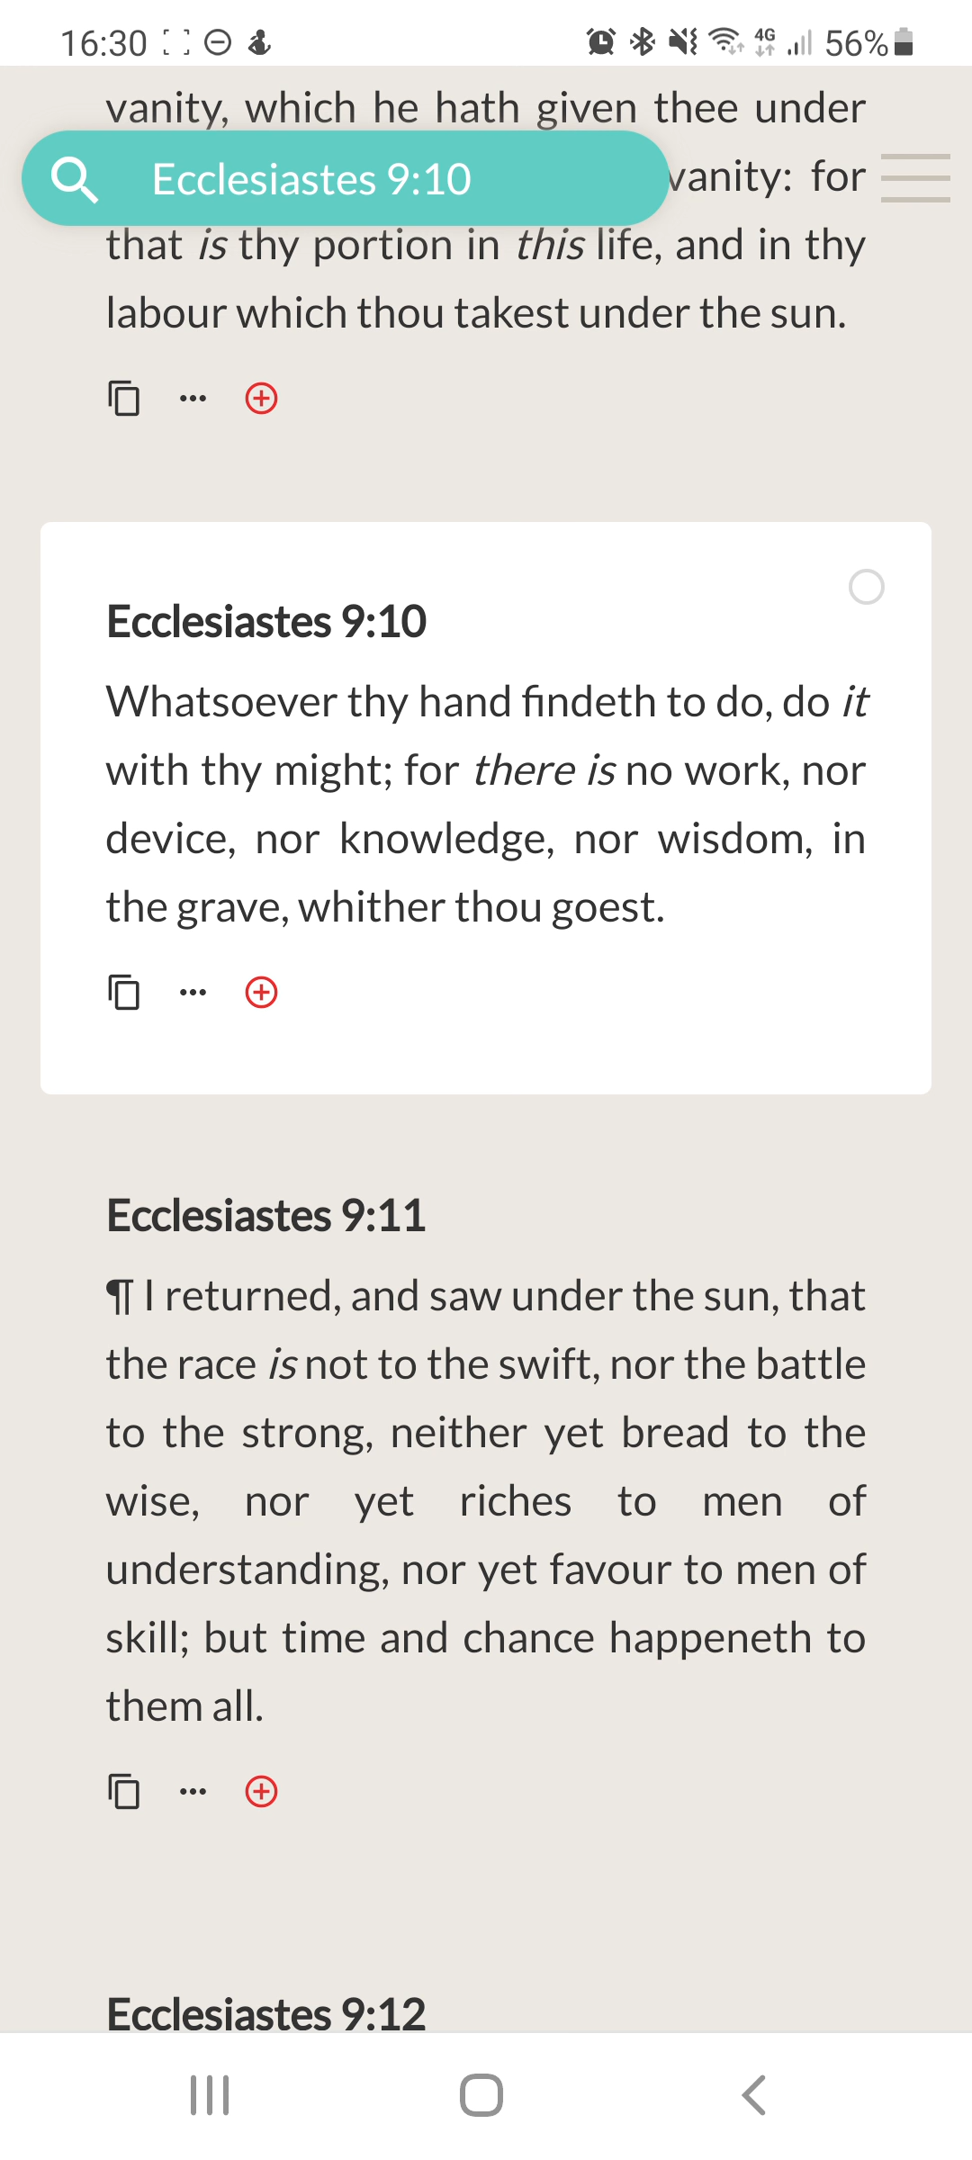 16:30
4G
56%
vanity, which he hath given thee under
Ecclesiastes 9:10
vanity: for
that is thy portion in this life, and in thy
labour which thou takest under the sun.
Ecclesiastes 9:10
Whatsoever thy hand findeth to do, do it
with thy might; for there is no work, nor
device, nor knowledge, nor wisdom, in
the grave, whither thou goest.
Ecclesiastes 9:11
¶ I returned, and saw under the sun, that
the race is not to the swift, nor the battle
to the strong, neither yet bread to the
wise, nor yet riches to men of
understanding, nor yet favour to men of
skill; but time and chance happeneth to
them all.
Ecclesiastes 9:12